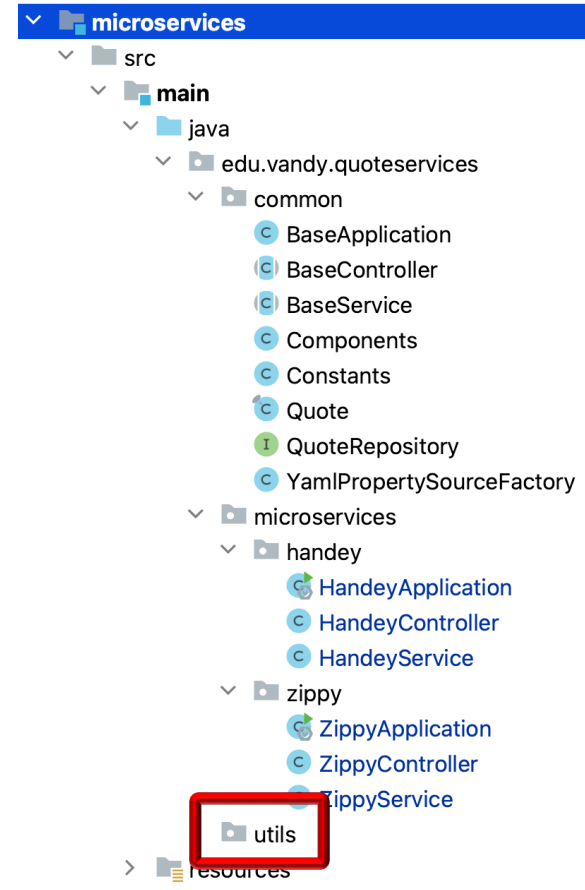 microservices
src
main
java
edu.vandy.quoteservices
common
C BaseApplication
C BaseController
C BaseService
C Components
C Constants
C Quote
I QuoteRepository
C YamlPropertySourceFactory
microservices
handey
C HandeyApplication
C HandeyController
C HandeyService
zippy
C ZippyApplication
C ZippyController
ZippyService
utils
resources